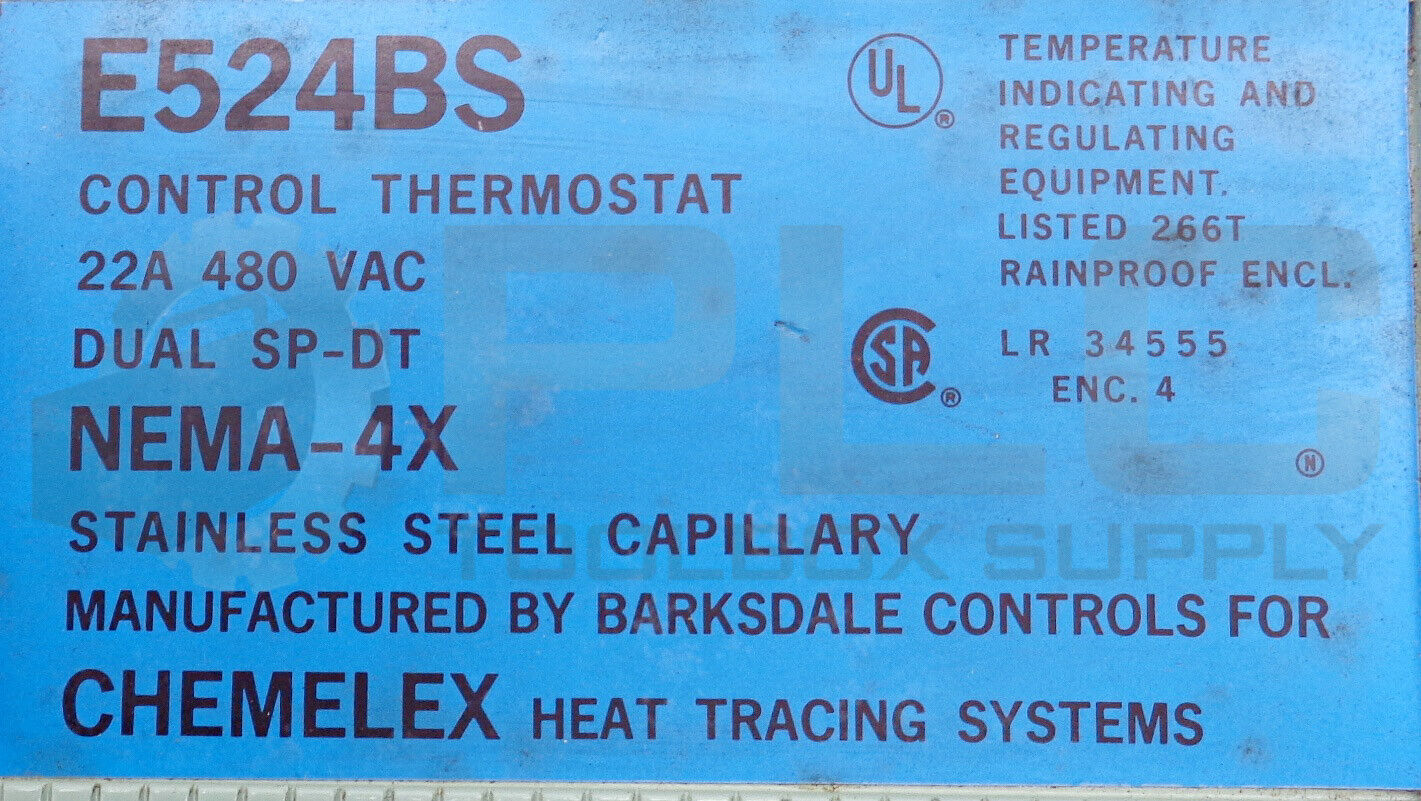 E524BS
CONTROL THERMOSTAT
22A 480 VAC
DUAL SP-DT
NEMA-4X
STAINLESS STEEL CAPILLARY
MANUFACTURED BY BARKSDALE CONTROLS FOR
CHEMELEX HEAT TRACING SYSTEMS
UL ®
TEMPERATURE
INDICATING AND
REGULATING
EQUIPMENT.
LISTED 266T
RAINPROOF ENCL.
CSA ®
LR 34555
ENC. 4
N
PLC
TOOLBOX SUPPLY